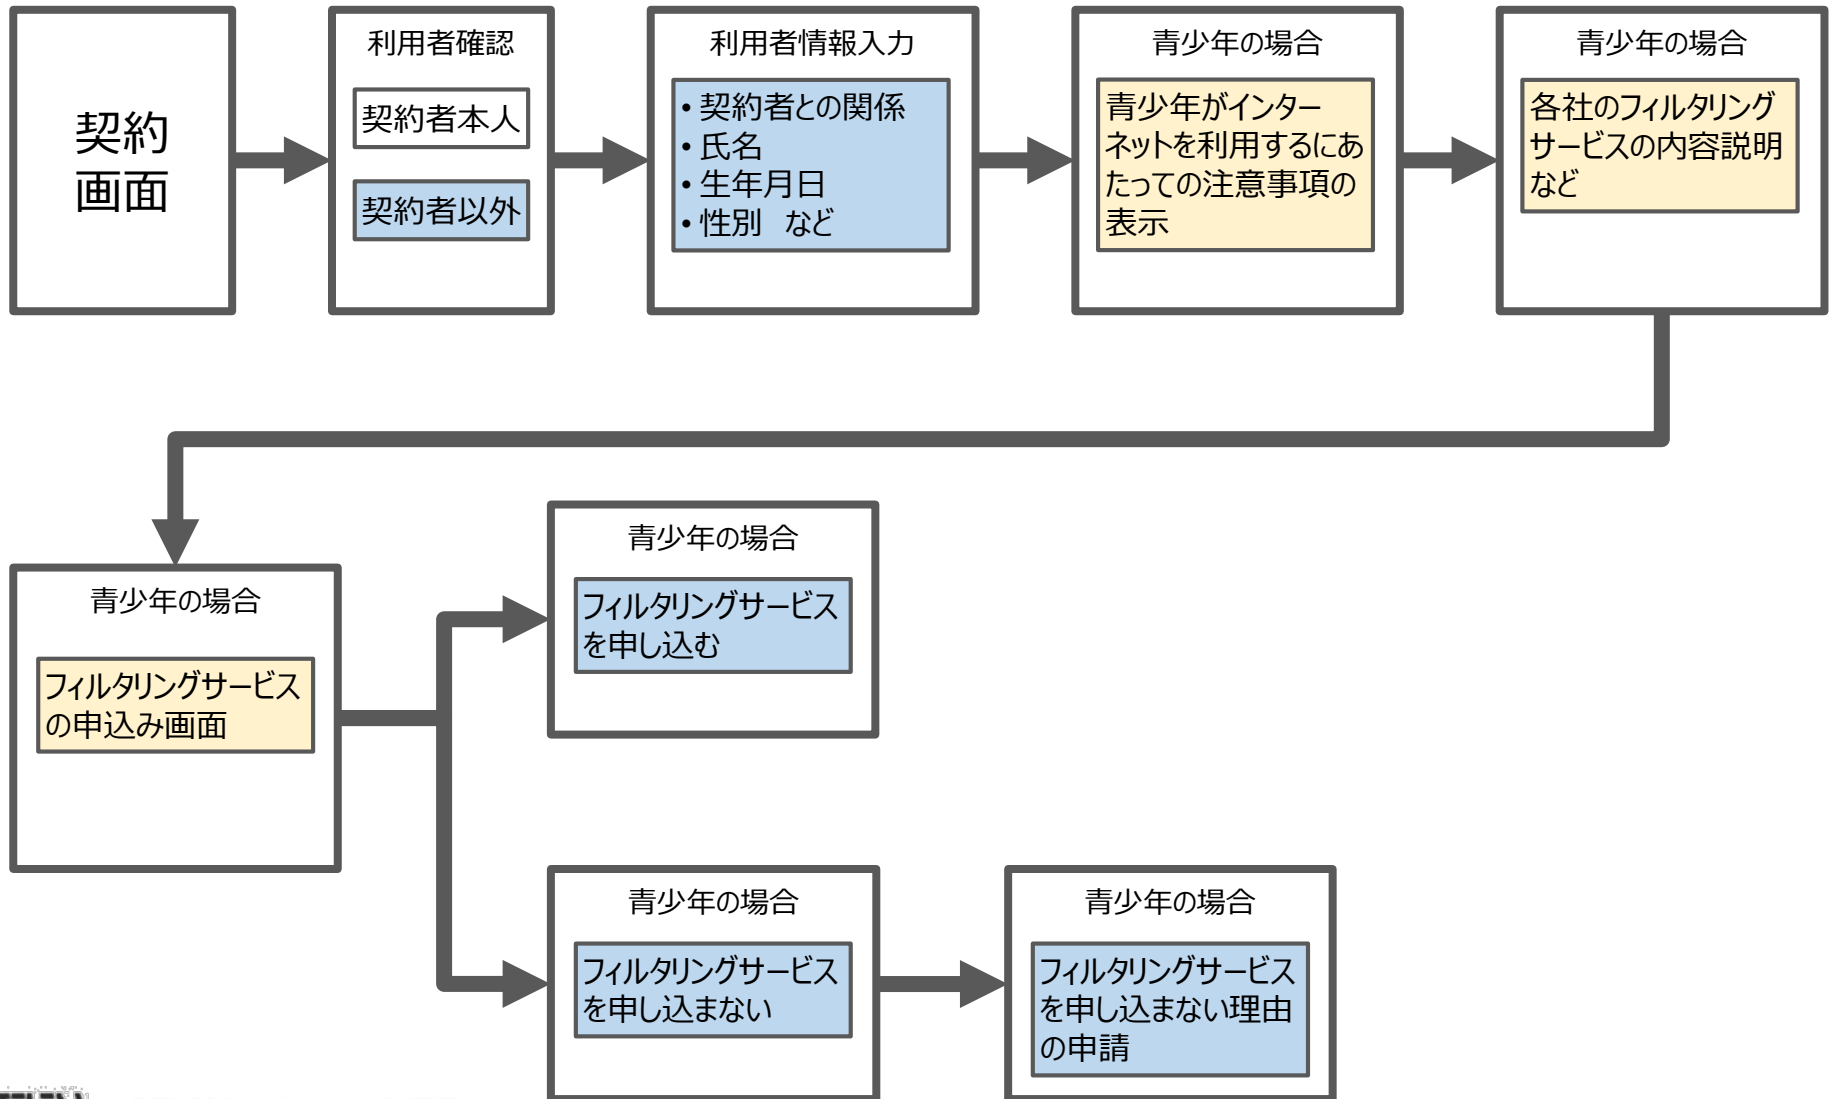 契約
画面
利用者確認
契約者本人
契約者以外
利用者情報入力
・契約者との関係
・氏名
・生年月日
・性別　など
青少年の場合
青少年がインター
ネットを利用するにあ
たっての注意事項の
表示
青少年の場合
各社のフィルタリング
サービスの内容説明
など
青少年の場合
フィルタリングサービス
の申込み画面
青少年の場合
フィルタリングサービス
を申し込む
青少年の場合
フィルタリングサービス
を申し込まない
青少年の場合
フィルタリングサービス
を申し込まない理由
の申請